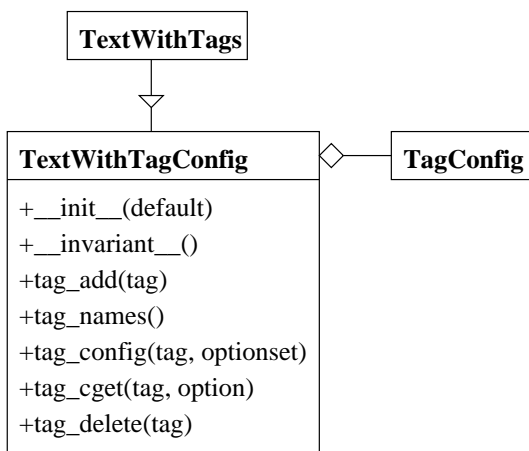 TextWithTags
TextWithTagConfig
TagConfig
+__init__(default)
+__invariant__()
+tag_add(tag)
+tag_names()
+tag_config(tag, optionset)
+tag_cget(tag, option)
+tag_delete(tag)